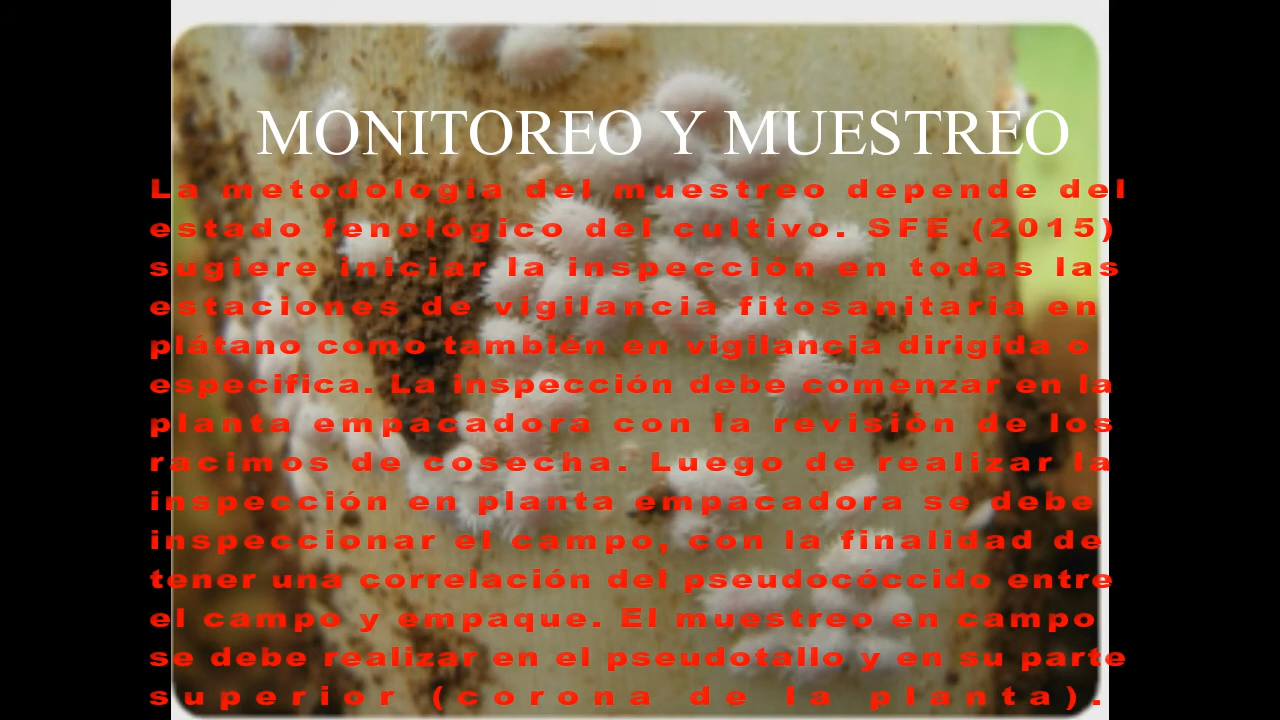 MONITOREO Y MUESTREO
La metodología del muestreo depende del
estado fenológico del cultivo. SFE (2015)
sugiere iniciar la inspección en todas las
estaciones de vigilancia fitosanitaria en
plátano como también en vigilancia dirigida o
especifica. La inspección debe comenzar en la
planta empacadora con la revisión de los
racimos de cosecha. Luego de realizar la
inspección en planta empacadora se debe
inspeccionar el campo, con la finalidad de
tener una correlación del pseudocóccido entre
el campo y empaque. El muestreo en campo
se debe realizar en el pseudotallo y en su parte
superior (corona de la planta).